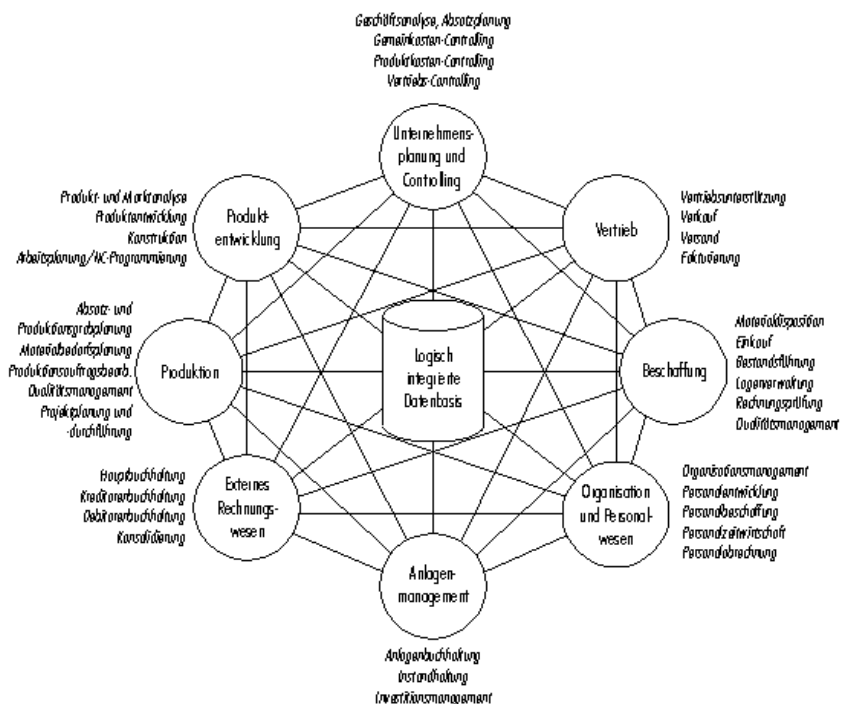 Geschäftsanalyse, Absatzplanung
Gemeinkosten-Controlling
Produktkosten-Controlling
Vertriebs-Controlling
Unternehmens-
planung und
Controlling
Produkt- und Marktanalyse
Produktentwicklung
Konstruktion
Arbeitsplanung/NC-Programmierung
Produkt-
entwicklung
Vertrieb
Vertriebsunterstützung
Verkauf
Versand
Fakturierung
Absatz- und
Produktionsgrobplanung
Materialbedarfsplanung
Produktionsauftragsbearb.
Qualitätsmanagement
Projektplanung und
-durchführung
Produktion
Logisch
integrierte
Datenbasis
Beschaffung
Materialdisposition
Einkauf
Bestandsführung
Lagerverwaltung
Rechnungsprüfung
Qualitätsmanagement
Hauptbuchhaltung
Kreditorenbuchhaltung
Debitorenbuchhaltung
Konsolidierung
Externes
Rechnungs-
wesen
Organisation
und Personal-
wesen
Organisationsmanagement
Personalentwicklung
Personalbeschaffung
Personalzeitwirtschaft
Personalabrechnung
Anlagen-
management
Anlagenbuchhaltung
Instandhaltung
Investitionsmanagement